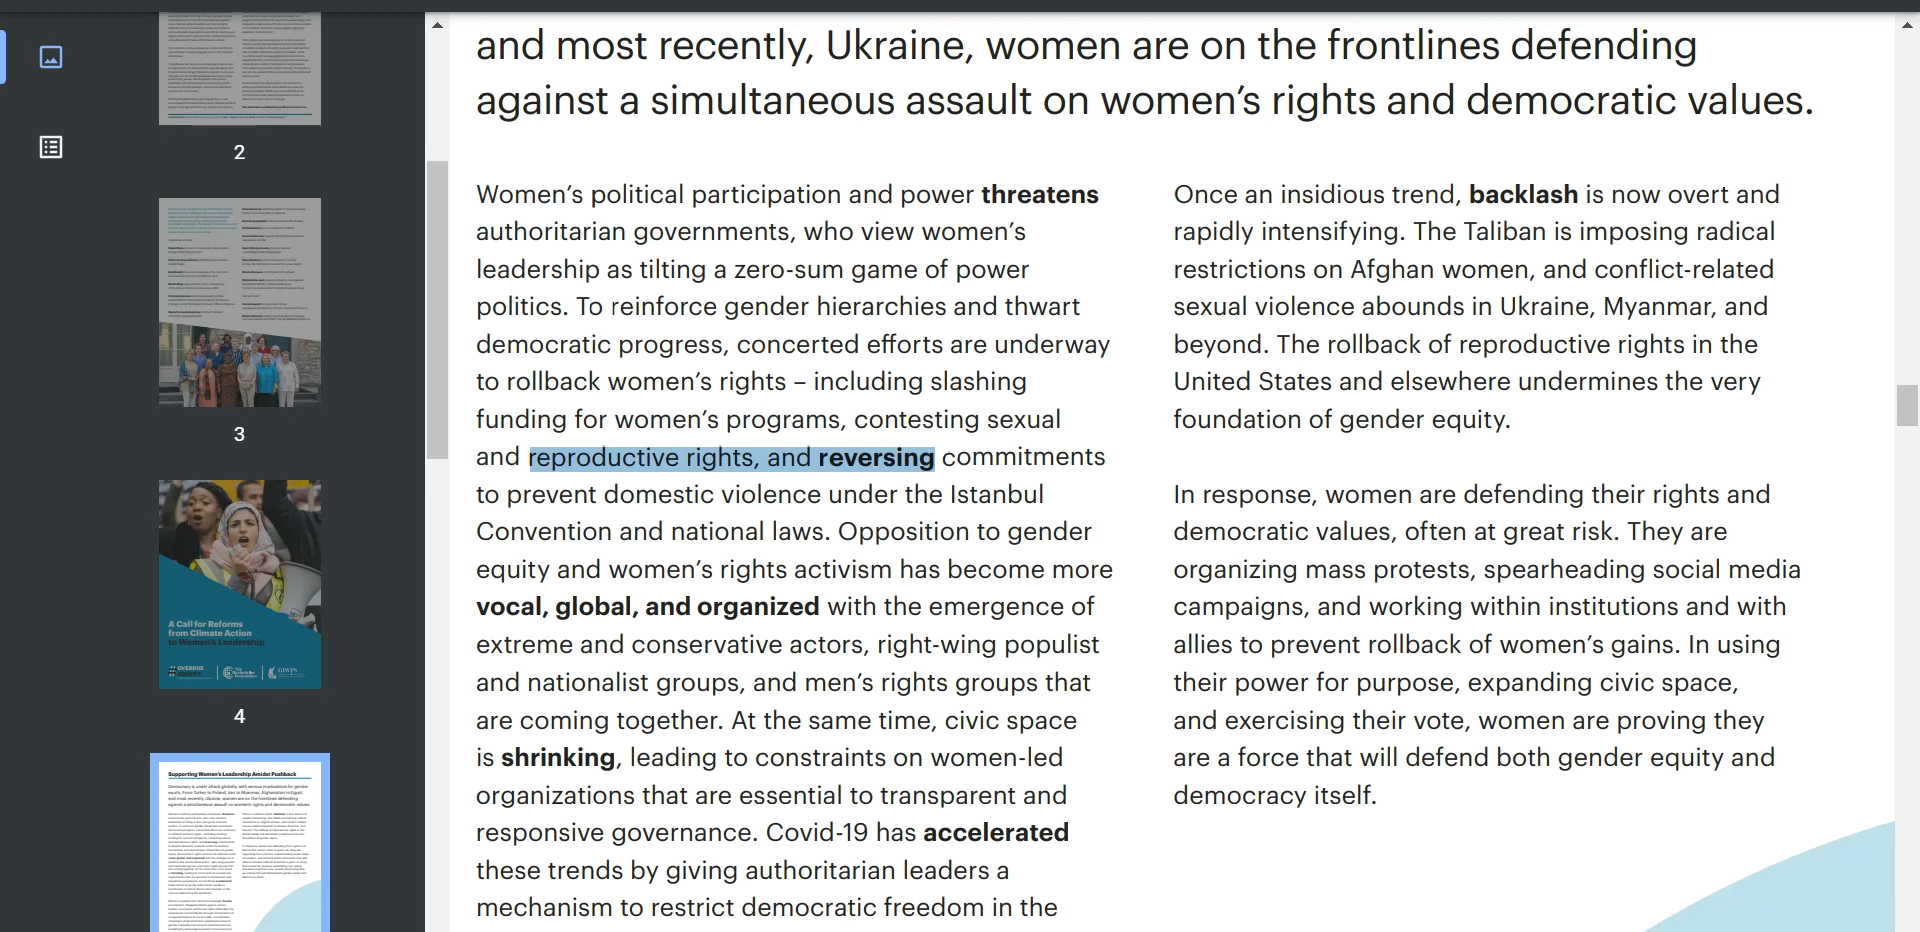 2
3
A Call for Reforms
from Climate Action
to Women's Leadership
4
Supporting Women's Leadership Amidst Pushback
and most recently, Ukraine, women are on the frontlines defending
against a simultaneous assault on women's rights and democratic values.
Women's political participation and power threatens
authoritarian governments, who view women's
leadership as tilting a zero-sum game of power
politics. To reinforce gender hierarchies and thwart
democratic progress, concerted efforts are underway
to rollback women's rights – including slashing
funding for women's programs, contesting sexual
and reproductive rights, and reversing commitments
to prevent domestic violence under the Istanbul
Convention and national laws. Opposition to gender
equity and women's rights activism has become more
vocal, global, and organized with the emergence of
extreme and conservative actors, right-wing populist
and nationalist groups, and men's rights groups that
are coming together. At the same time, civic space
is shrinking, leading to constraints on women-led
organizations that are essential to transparent and
responsive governance. Covid-19 has accelerated
these trends by giving authoritarian leaders a
mechanism to restrict democratic freedom in the
Once an insidious trend, backlash is now overt and
rapidly intensifying. The Taliban is imposing radical
restrictions on Afghan women, and conflict-related
sexual violence abounds in Ukraine, Myanmar, and
beyond. The rollback of reproductive rights in the
United States and elsewhere undermines the very
foundation of gender equity.
In response, women are defending their rights and
democratic values, often at great risk. They are
organizing mass protests, spearheading social media
campaigns, and working within institutions and with
allies to prevent rollback of women's gains. In using
their power for purpose, expanding civic space,
and exercising their vote, women are proving they
are a force that will defend both gender equity and
democracy itself.